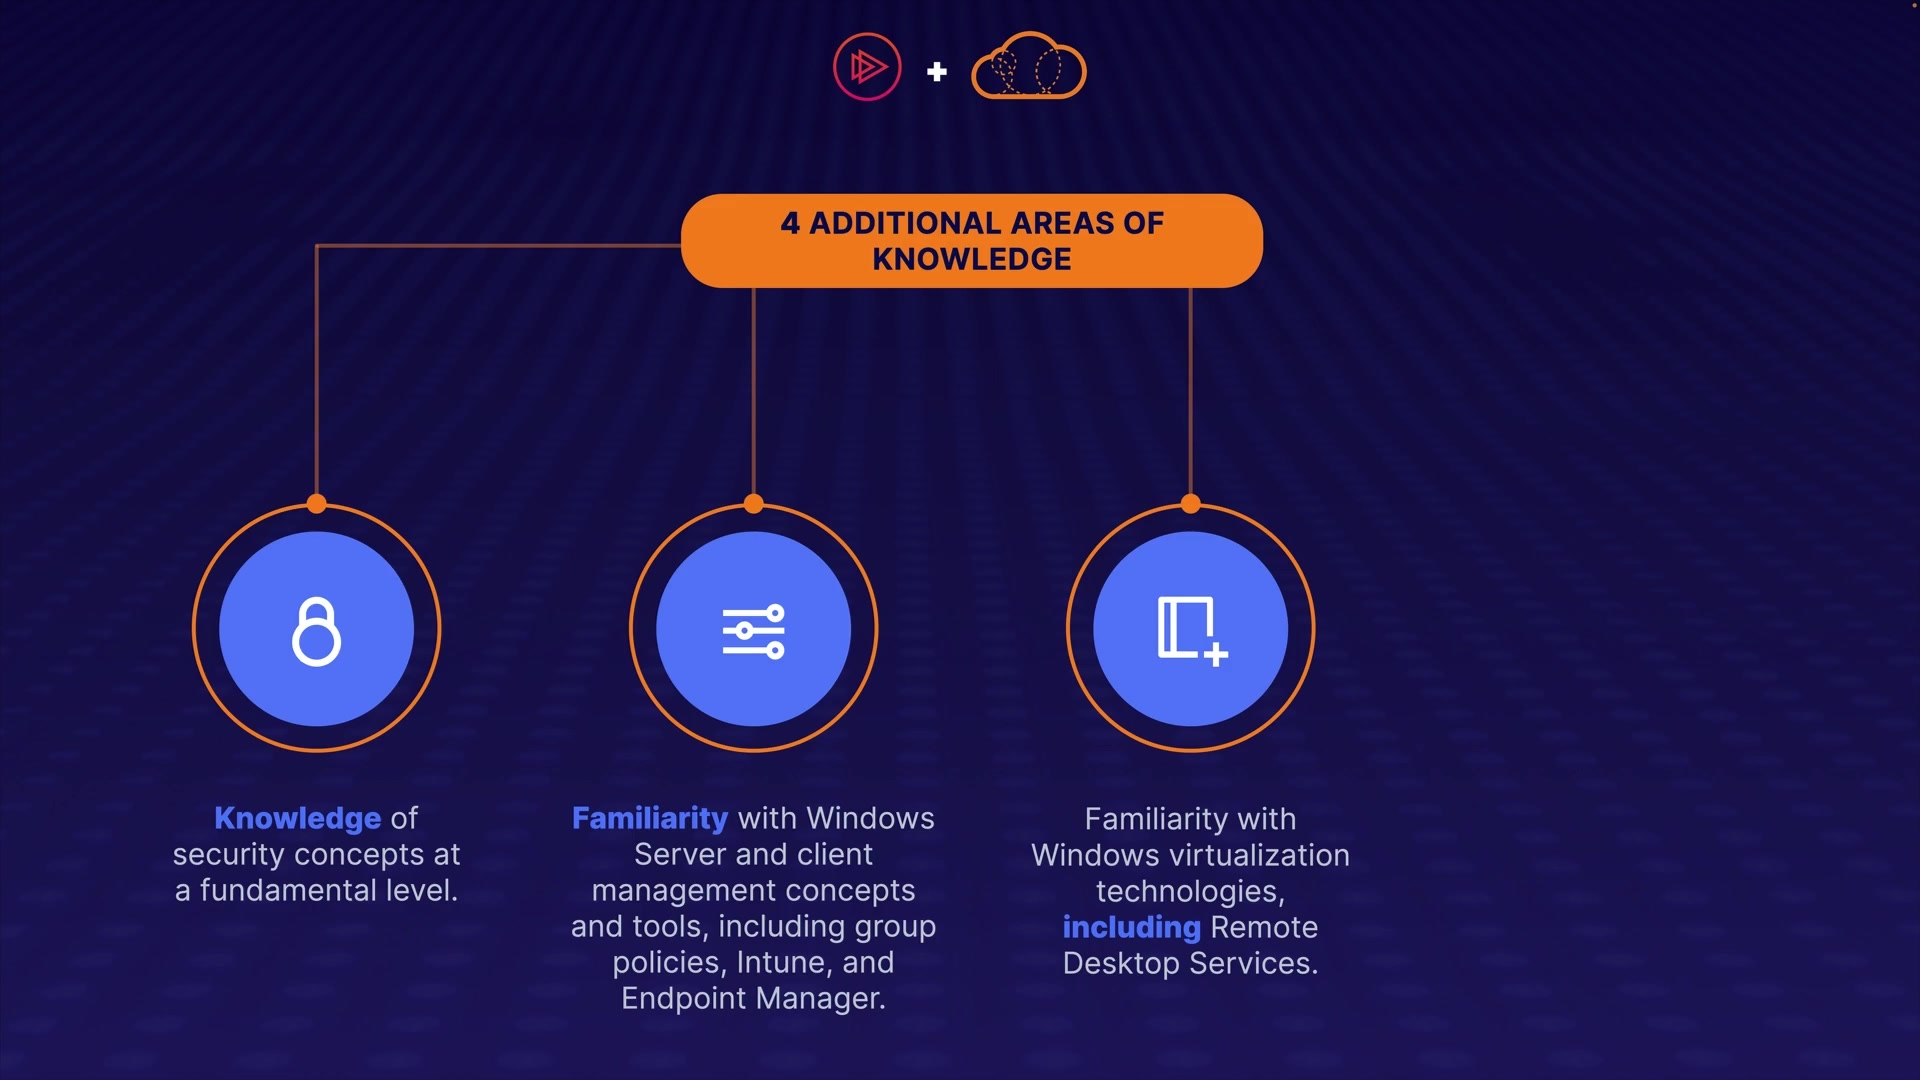 4 ADDITIONAL AREAS OF
KNOWLEDGE
Knowledge of
security concepts at
a fundamental level.
Familiarity with Windows
Server and client
management concepts
and tools, including group
policies, Intune, and
Endpoint Manager.
Familiarity with
Windows virtualization
technologies,
including Remote
Desktop Services.